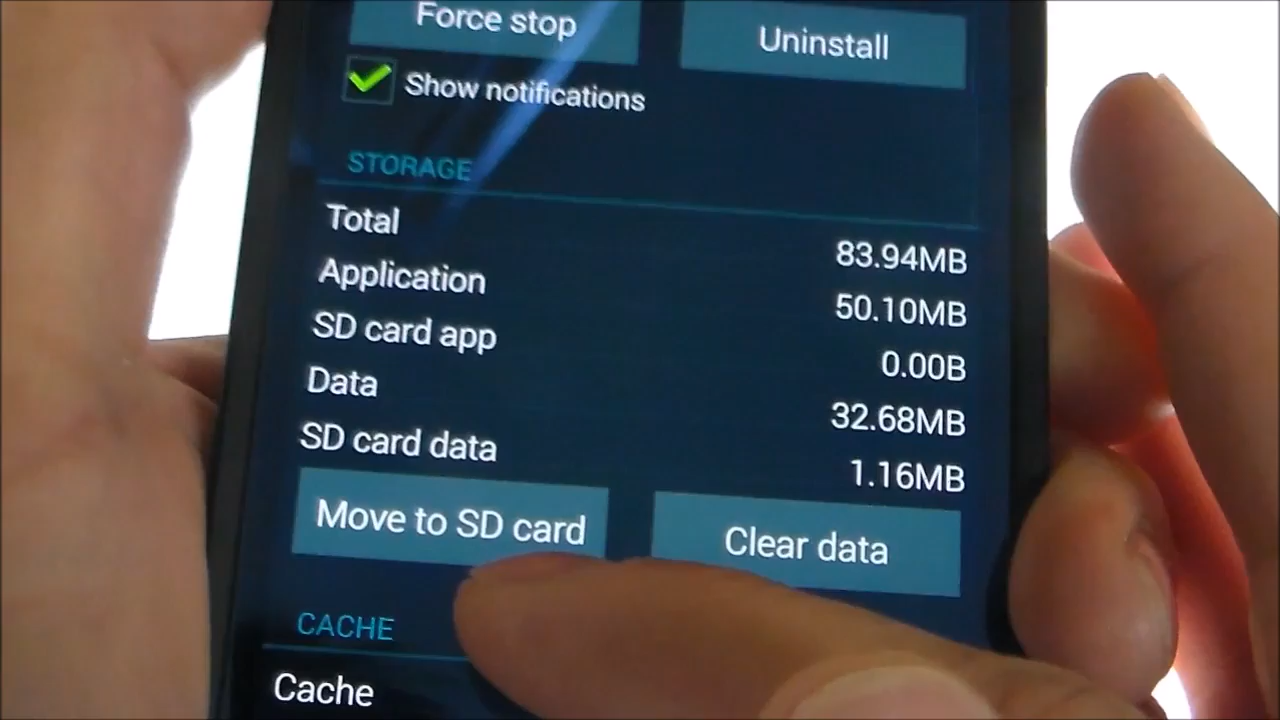 Force stop Uninstall
Show notifications
STORAGE
Total 83.94MB
Application 50.10MB
SD card app 0.00B
Data 32.68MB
SD card data 1.16MB
Move to SD card Clear data
CACHE
Cache